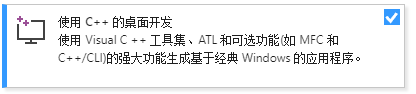 使用 C++ 的桌面开发
使用 Visual C ++ 工具集、ATL 和可选功能(如 MFC 和
C++/CLI)的强大功能生成基于经典 Windows 的应用程序。